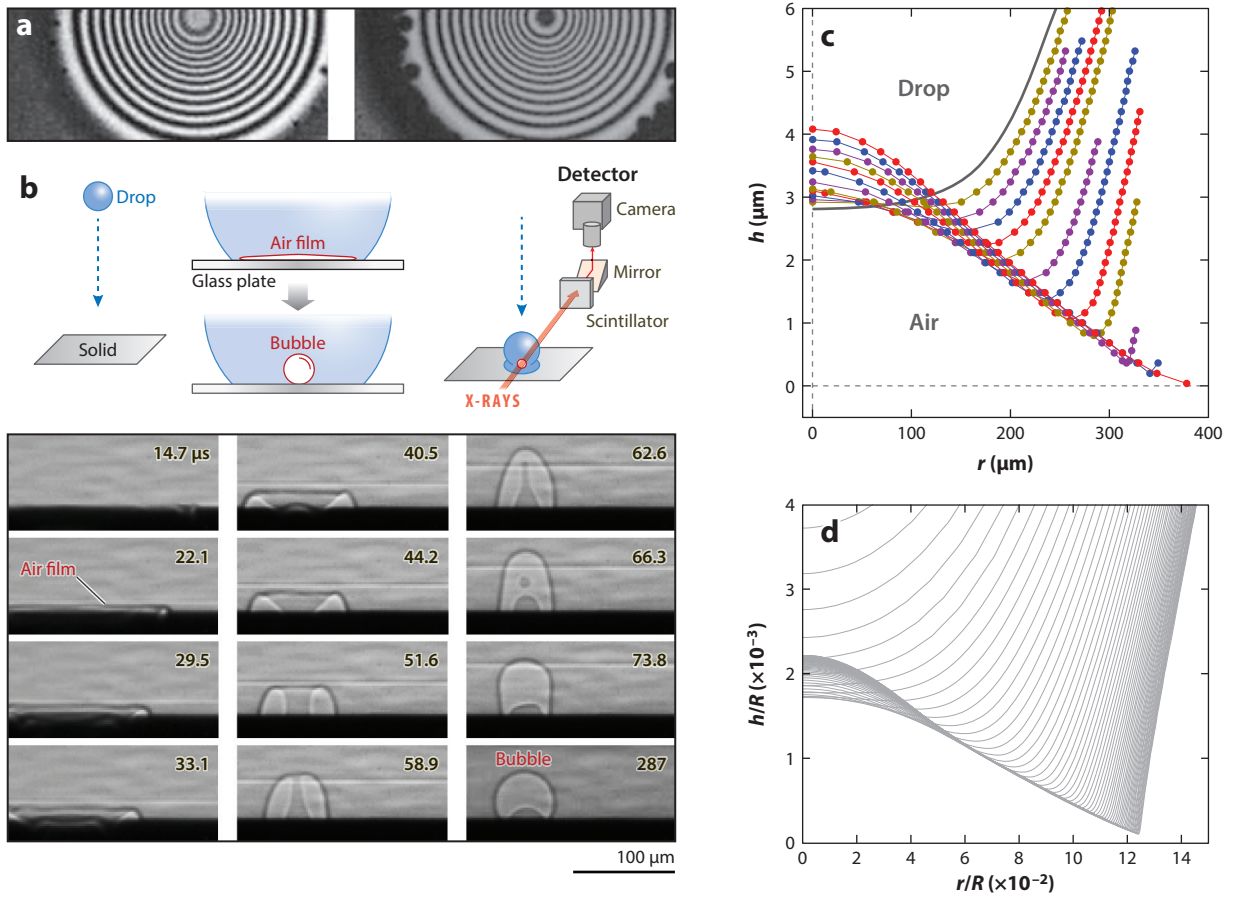 a
b
Drop
Solid
Air film
Glass plate
Bubble
Detector
Camera
Mirror
Scintillator
X-RAYS
14.7 μs
40.5
62.6
Air film
22.1
44.2
66.3
29.5
51.6
73.8
33.1
58.9
Bubble
287
100 μm
c
6
5
4
3
2
1
0
h (μm)
Drop
Air
0
100
200
300
400
r (μm)
d
4
3
2
1
0
h/R (×10⁻³)
0
2
4
6
8
10
12
14
r/R (×10⁻²)